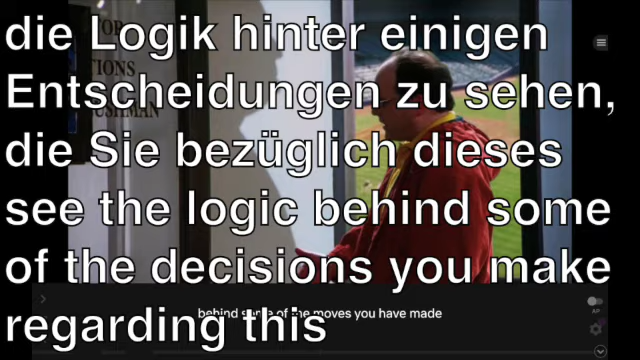 die Logik hinter einigen
Entscheidungen zu sehen,
die Sie bezüglich dieses
see the logic behind some
of the decisions you make
regarding this
behind some of the moves you have made
AP